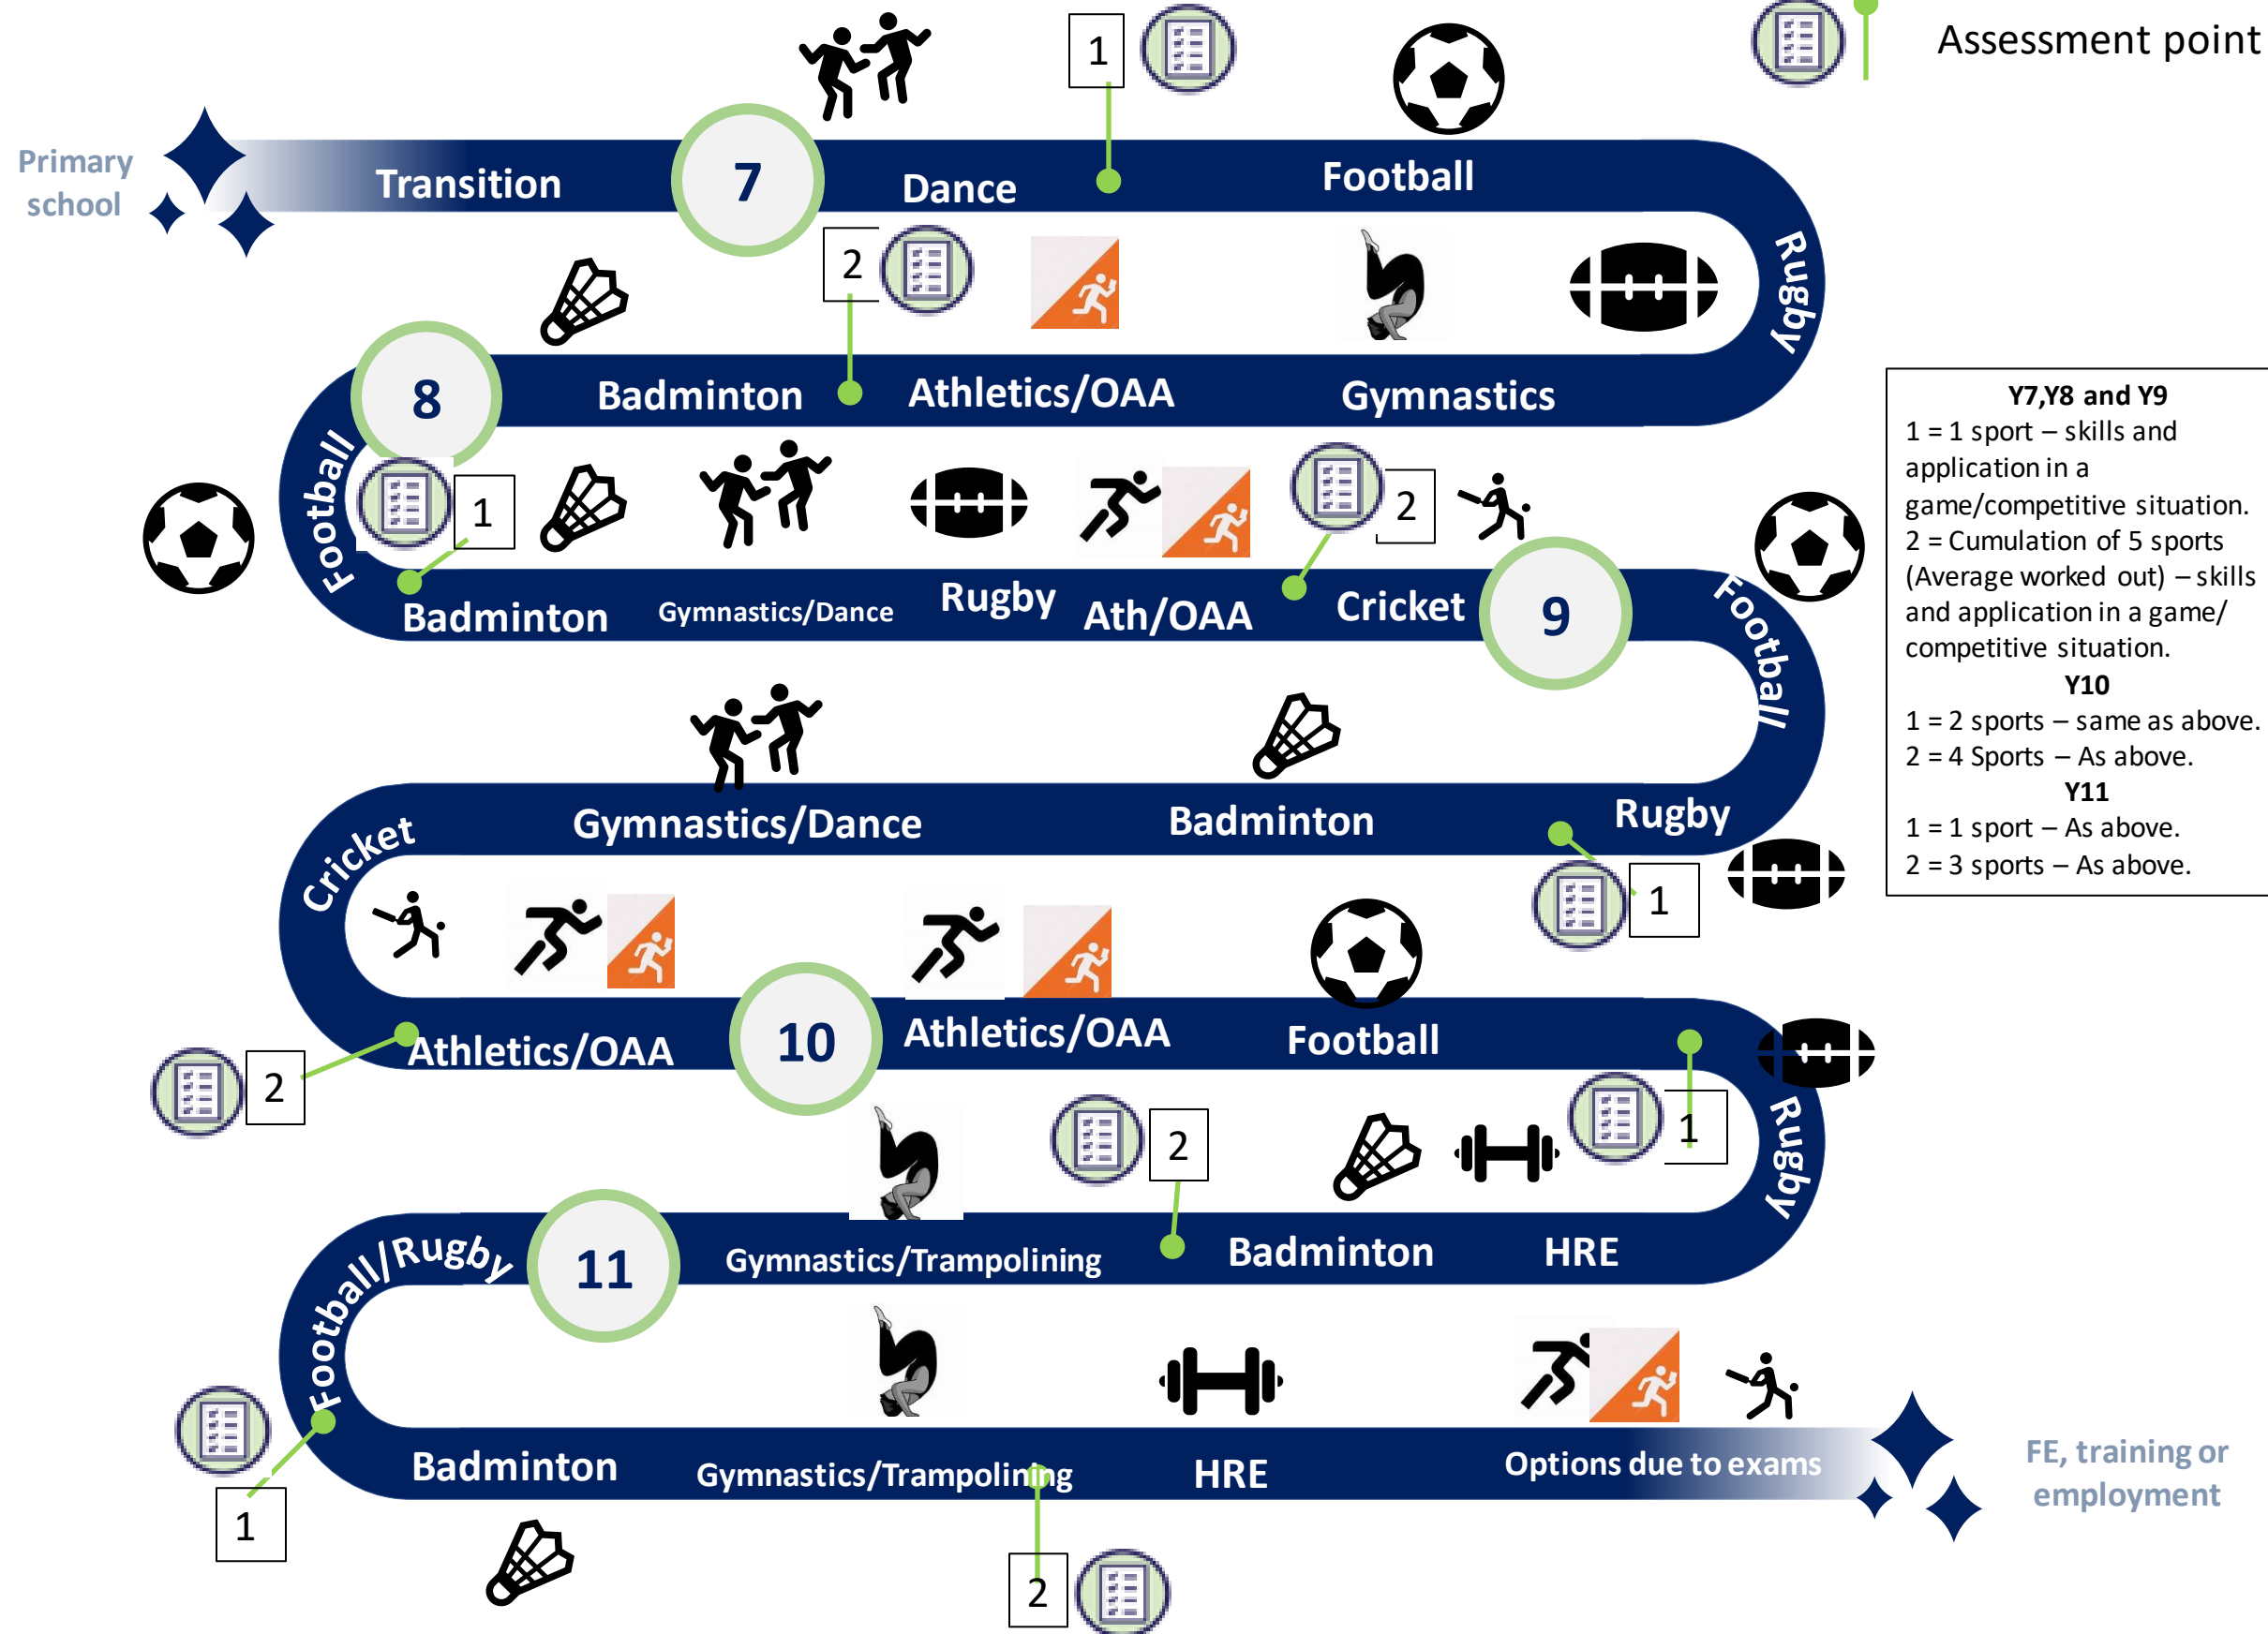 Assessment point
1
Primary
school
Transition
7
Dance
Football
Rugby
2
8
Badminton
Athletics/OAA
Gymnastics
Football
1
2
Badminton
Gymnastics/Dance
Rugby
Ath/OAA
Cricket
9
Football
Y7,Y8 and Y9
1 = 1 sport – skills and
application in a
game/competitive situation.
2 = Cumulation of 5 sports
(Average worked out) – skills
and application in a game/
competitive situation.
Y10
1 = 2 sports – same as above.
2 = 4 Sports – As above.
Y11
1 = 1 sport – As above.
2 = 3 sports – As above.
Cricket
Gymnastics/Dance
Badminton
Rugby
1
2
Athletics/OAA
10
Athletics/OAA
Football
1
Rugby
2
Football/Rugby
11
Gymnastics/Trampolining
Badminton
HRE
1
Badminton
Gymnastics/Trampolining
HRE
Options due to exams
FE, training or
employment
2